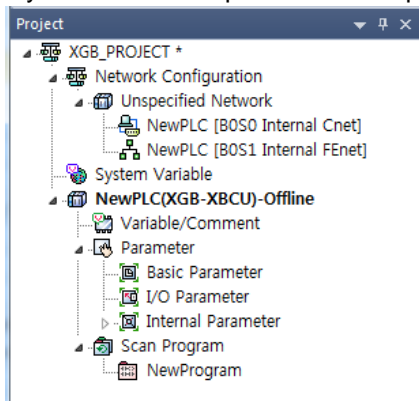 Project
XGB_PROJECT *
Network Configuration
Unspecified Network
NewPLC [B0S0 Internal Cnet]
NewPLC [B0S1 Internal FEnet]
System Variable
NewPLC(XGB-XBCU)-Offline
Variable/Comment
Parameter
Basic Parameter
I/O Parameter
Internal Parameter
Scan Program
NewProgram